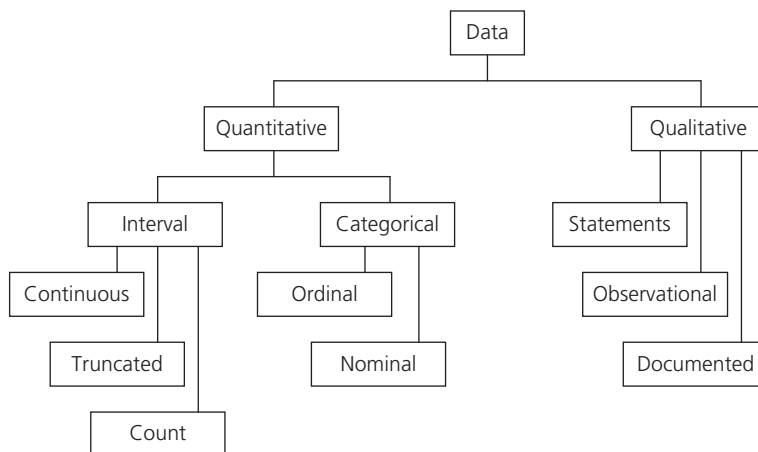 Data
Quantitative
Qualitative
Interval
Categorical
Statements
Continuous
Ordinal
Observational
Truncated
Nominal
Documented
Count